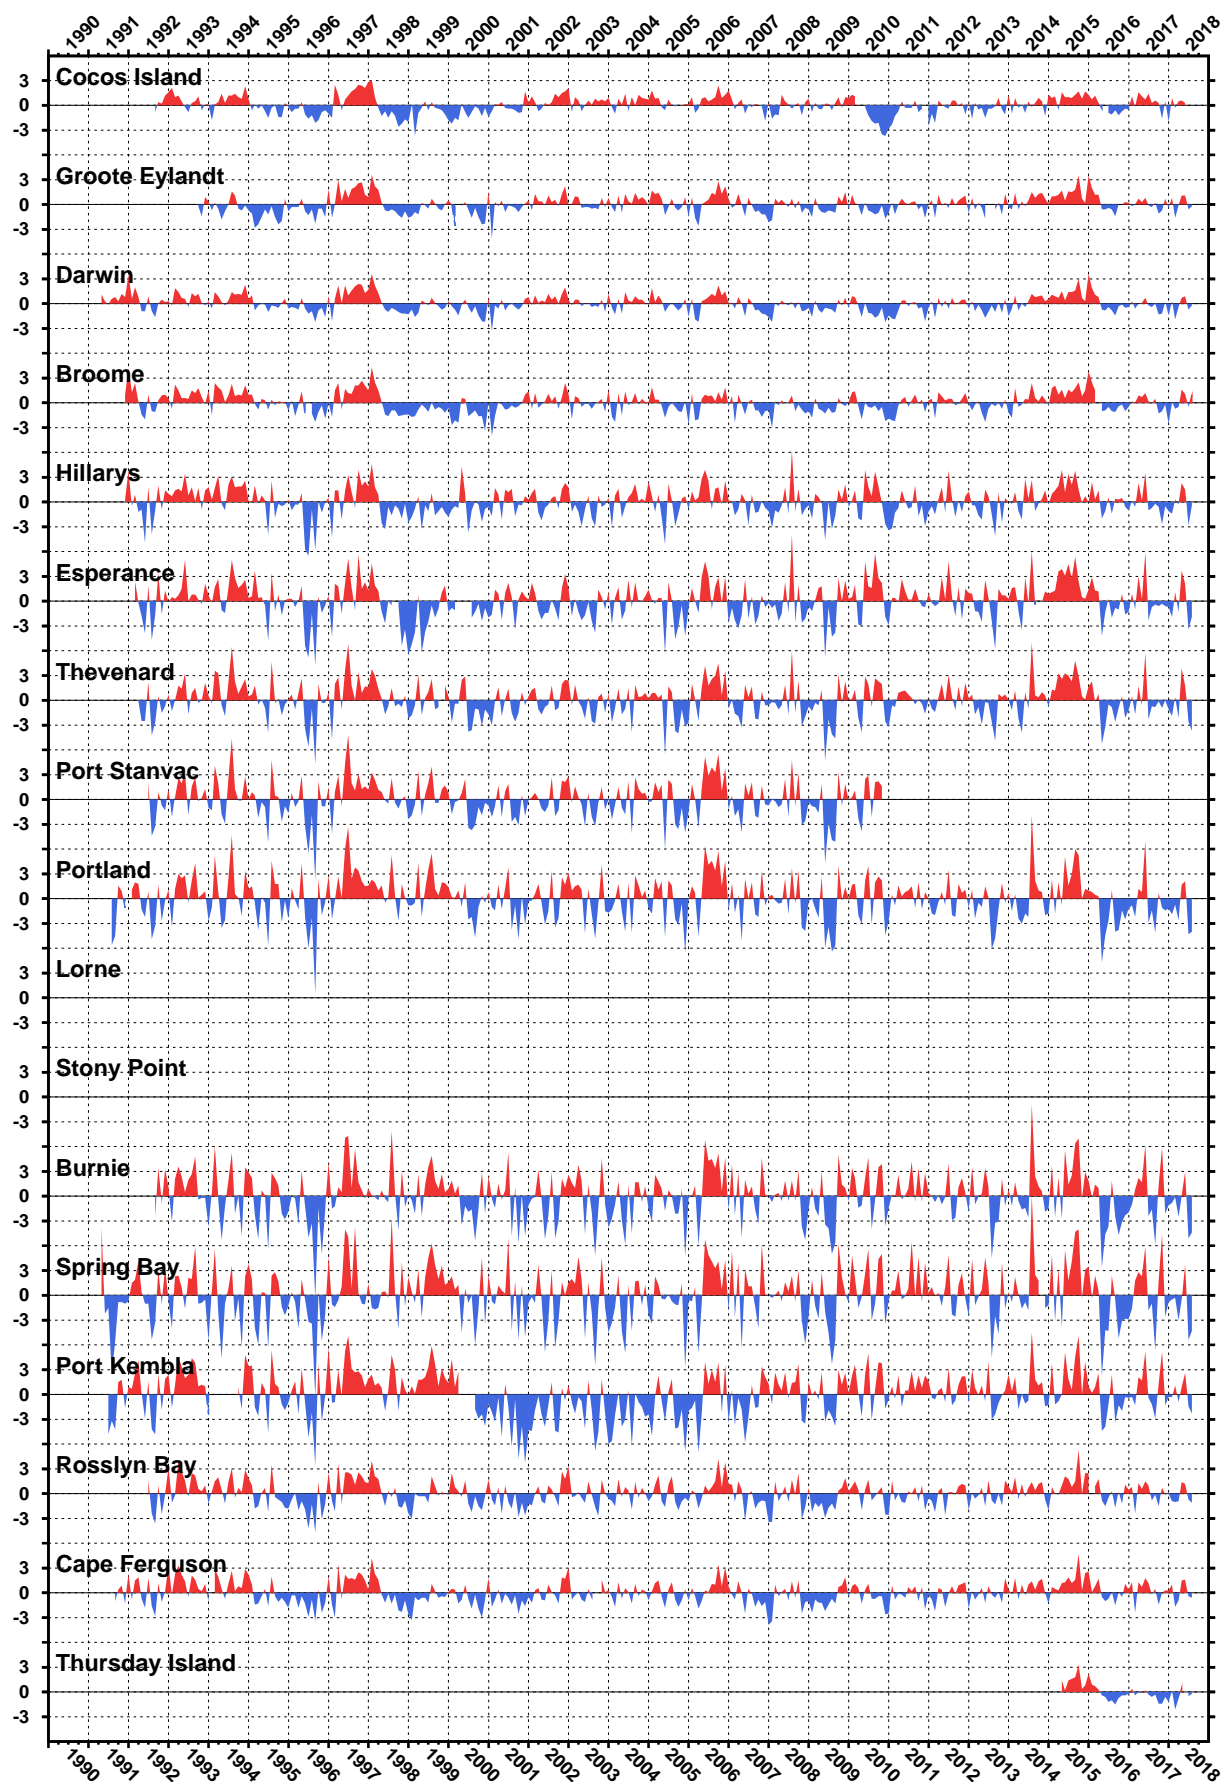 1990 1991 1992 1993 1994 1995 1996 1997 1998 1999 2000 2001 2002 2003 2004 2005 2006 2007 2008 2009 2010 2011 2012 2013 2014 2015 2016 2017 2018
3 Cocos Island
0
-3
3 Groote Eylandt
0
-3
3 Darwin
0
-3
3 Broome
0
-3
3 Hillarys
0
-3
3 Esperance
0
-3
3 Thevenard
0
-3
3 Port Stanvac
0
-3
3 Portland
0
-3
3 Lorne
0
-3
3 Stony Point
0
-3
3 Burnie
0
-3
3 Spring Bay
0
-3
3 Port Kembla
0
-3
3 Rosslyn Bay
0
-3
3 Cape Ferguson
0
-3
3 Thursday Island
0
-3
1990 1991 1992 1993 1994 1995 1996 1997 1998 1999 2000 2001 2002 2003 2004 2005 2006 2007 2008 2009 2010 2011 2012 2013 2014 2015 2016 2017 2018